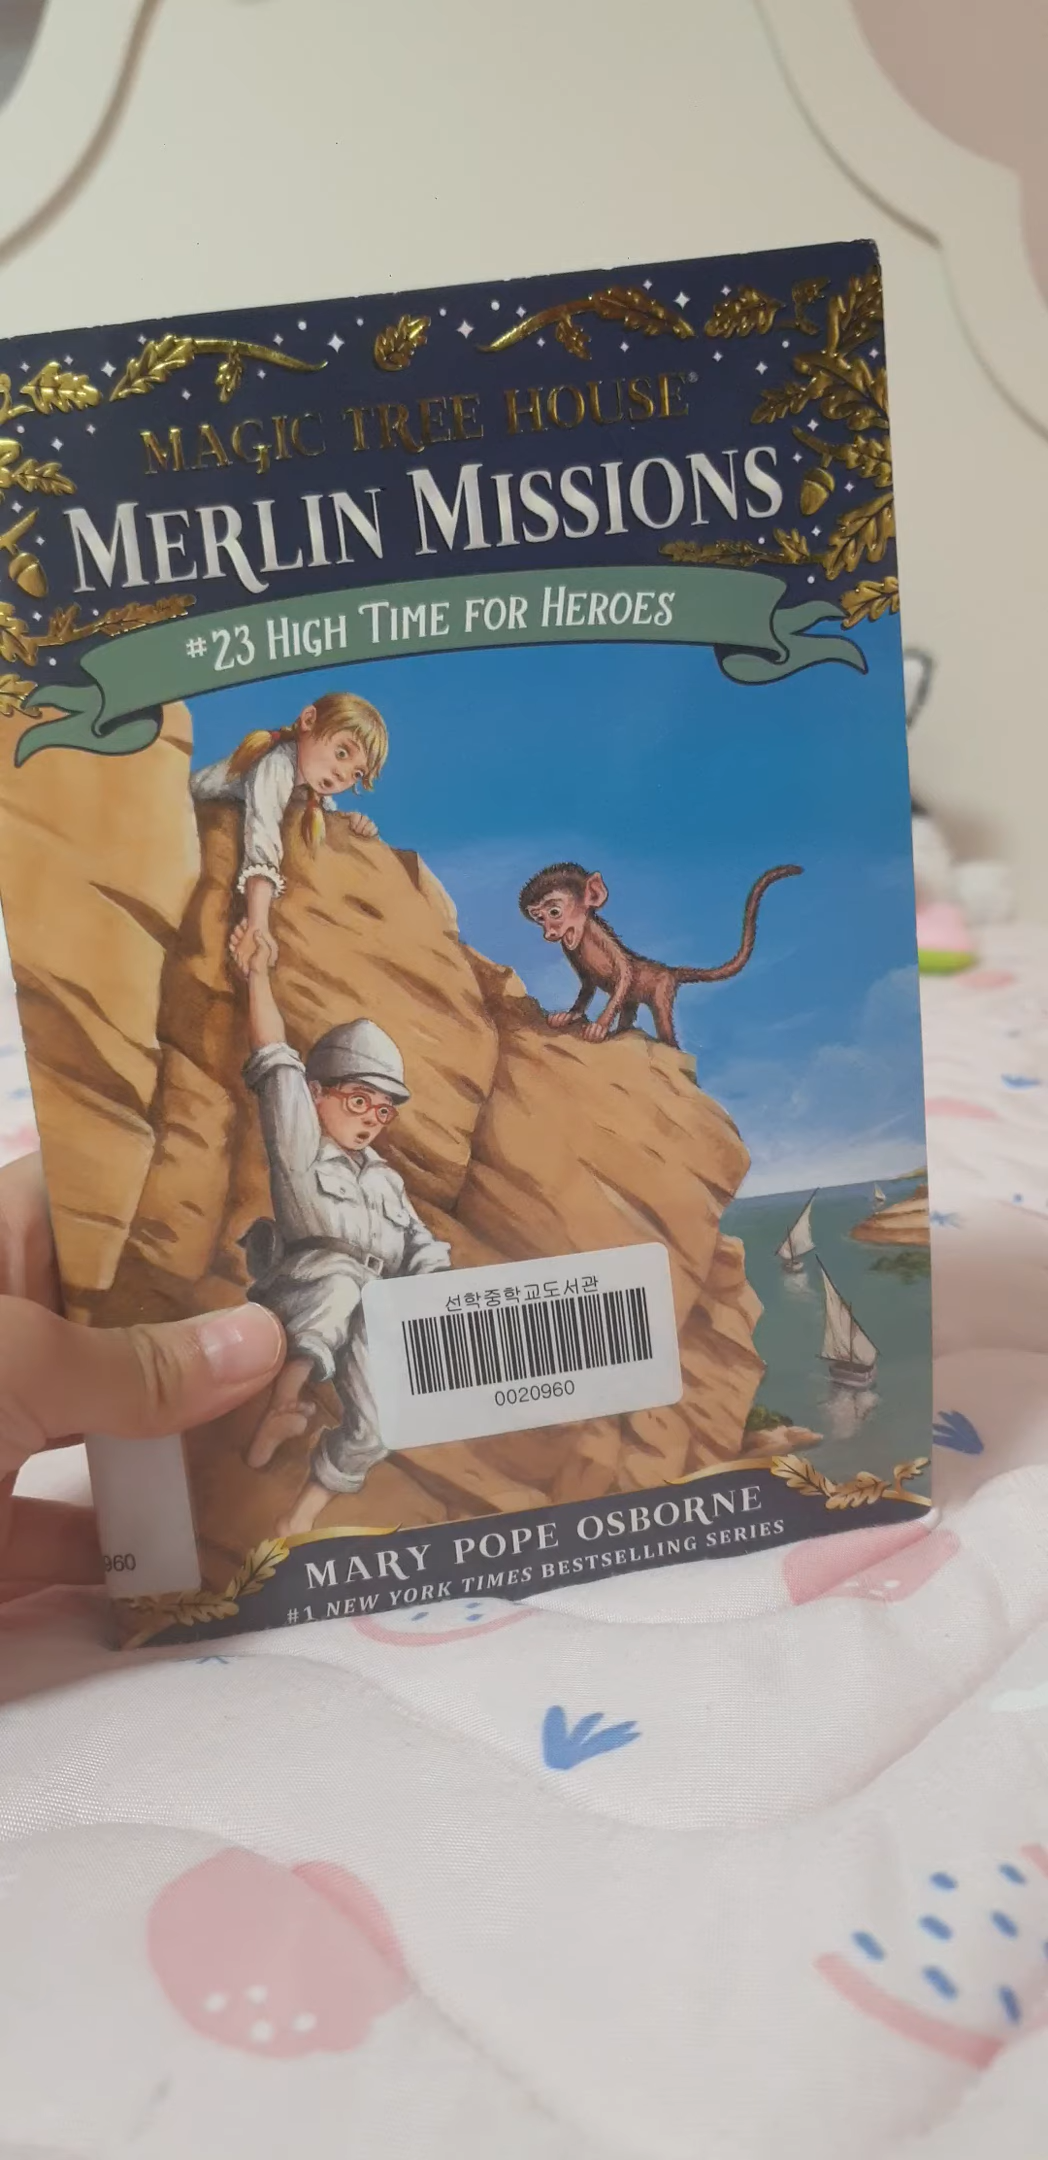 MAGIC TREE HOUSE®
MERLIN MISSIONS
#23 HIGH TIME FOR HEROES
선학중학교도서관
0020960
960
MARY POPE OSBORNE
#1 NEW YORK TIMES BESTSELLING SERIES